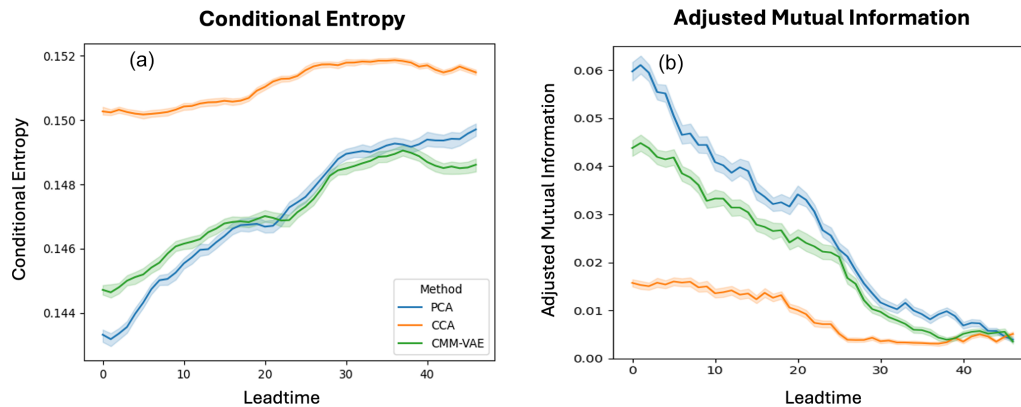 Conditional Entropy
(a)
Conditional Entropy
0.152
0.150
0.148
0.146
0.144
0
10
20
30
40
Leadtime
Method
PCA
CCA
CMM-VAE
Adjusted Mutual Information
(b)
Adjusted Mutual Information
0.06
0.05
0.04
0.03
0.02
0.01
0.00
0
10
20
30
40
Leadtime